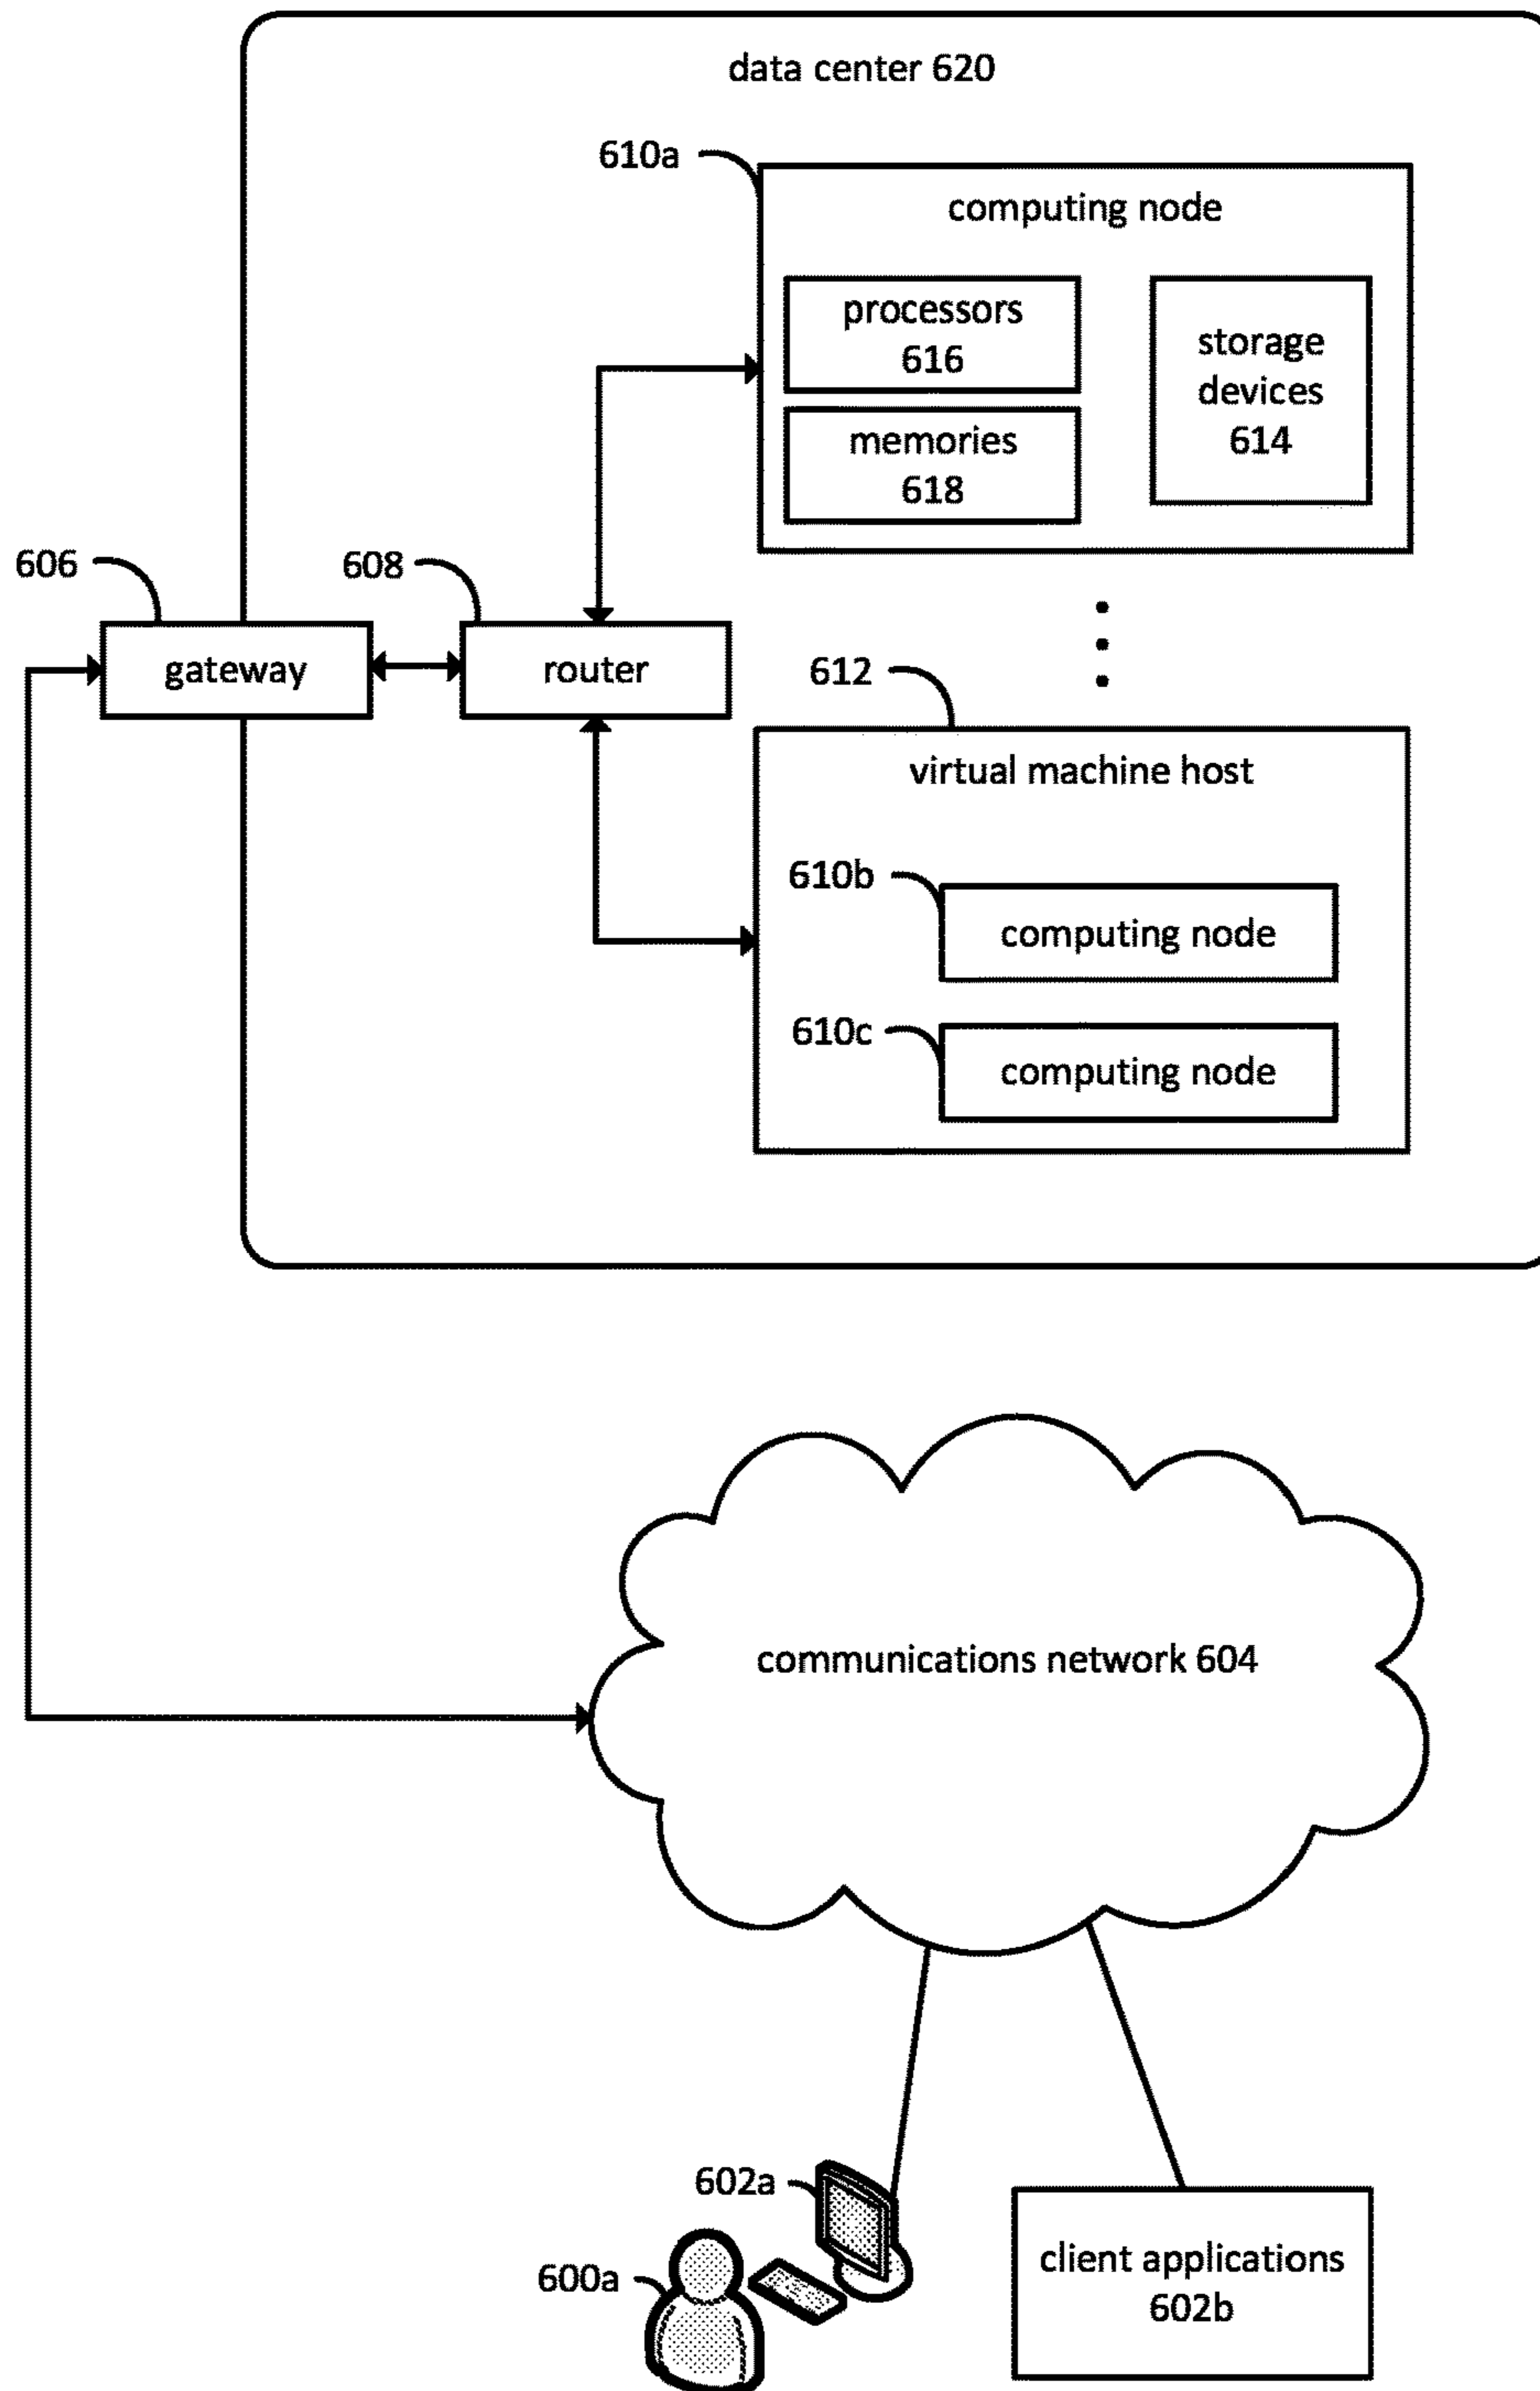 data center 620
610a
computing node
processors
616
storage
devices
614
memories
618
606
608
gateway
router
612
virtual machine host
610b
computing node
610c
computing node
communications network 604
602a
600a
client applications
602b